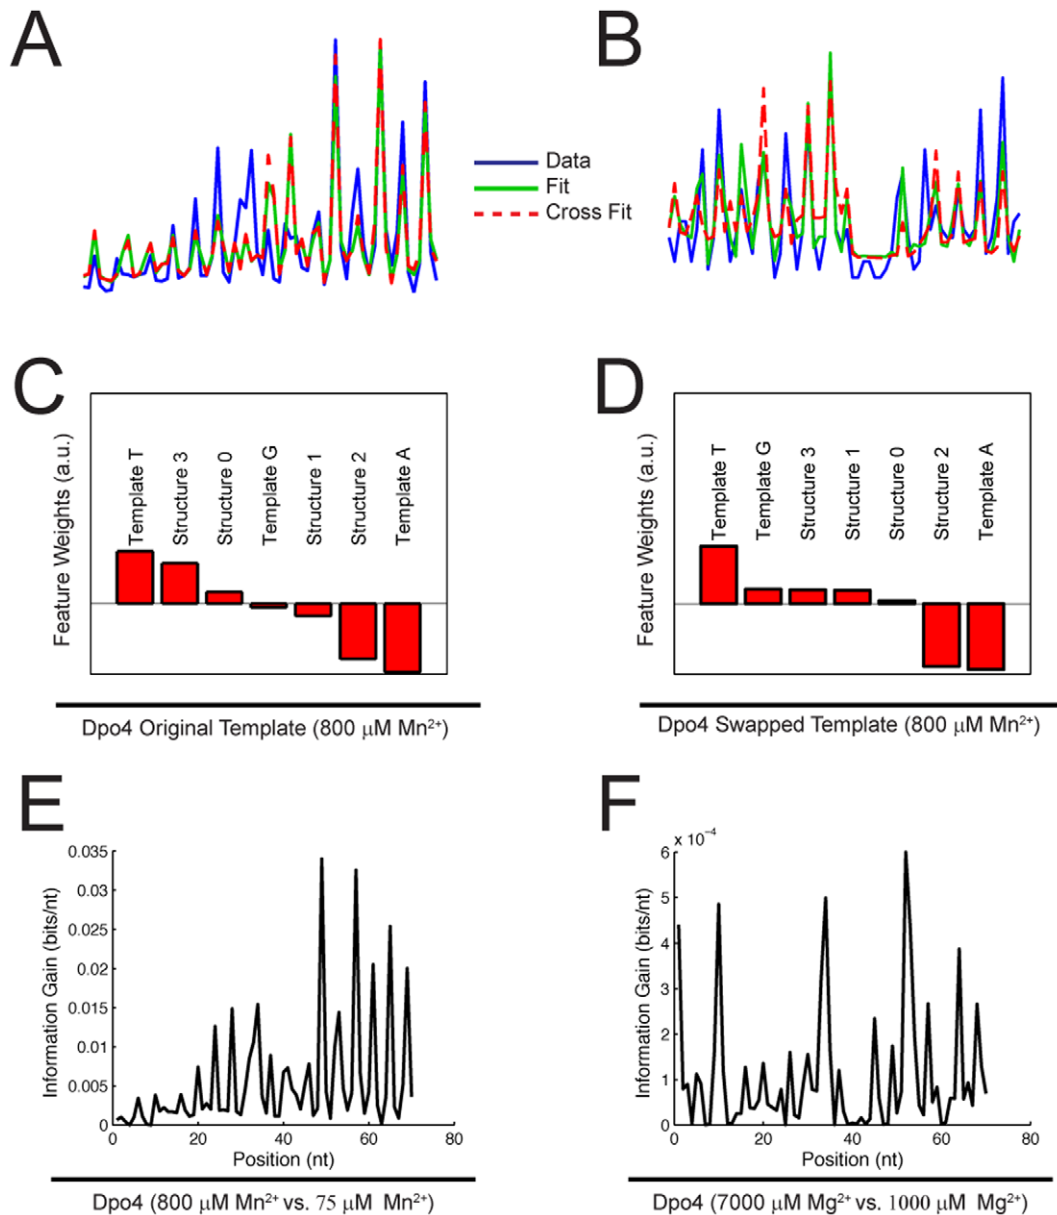 A
B
Data
Fit
Cross Fit
C
D
Feature Weights (a.u.)
Template T
Structure 3
Structure 0
Template G
Structure 1
Structure 2
Template A
Feature Weights (a.u.)
Template T
Template G
Structure 3
Structure 1
Structure 0
Structure 2
Template A
Dpo4 Original Template (800 μM Mn²⁺)
Dpo4 Swapped Template (800 μM Mn²⁺)
E
F
Information Gain (bits/nt)
0.035
0.03
0.025
0.02
0.015
0.01
0.005
0
0 20 40 60 80
Position (nt)
Information Gain (bits/nt)
x 10⁻⁴
6
5
4
3
2
1
0
0 20 40 60 80
Position (nt)
Dpo4 (800 μM Mn²⁺ vs. 75 μM Mn²⁺)
Dpo4 (7000 μM Mg²⁺ vs. 1000 μM Mg²⁺)